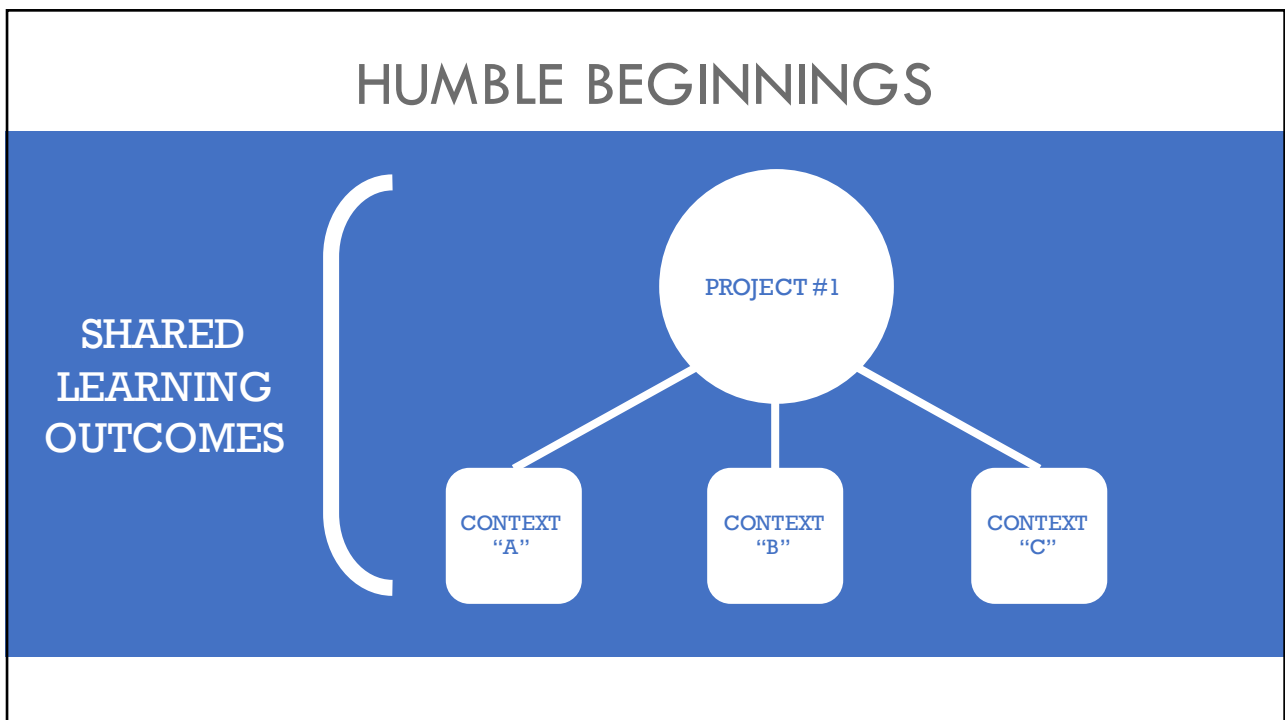 HUMBLE BEGINNINGS
PROJECT #1
SHARED
LEARNING
OUTCOMES
CONTEXT
“A”
CONTEXT
“B”
CONTEXT
“C”